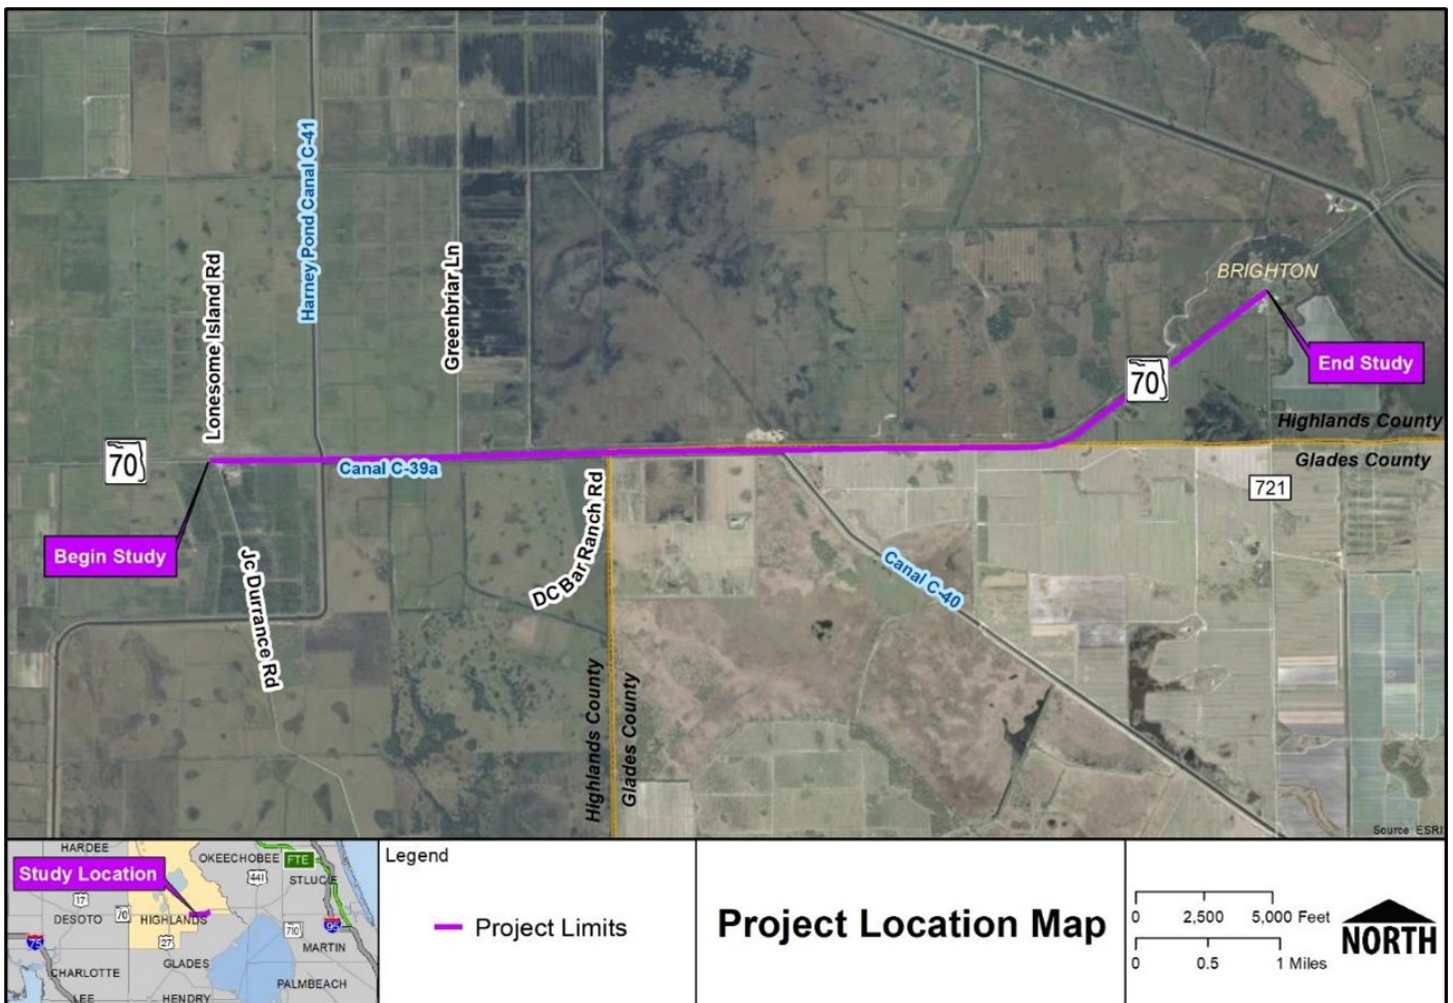 Harney Pond Canal C-41
Lonesome Island Rd
Greenbriar Ln
BRIGHTON
End Study
70
70
Highlands County
Glades County
721
Canal C-39a
Begin Study
DC Bar Ranch Rd
Jc Durrance Rd
Canal C-40
Highlands County
Glades County
Source: ESRI
HARDEE
OKEECHOBEE
FTE
Study Location
441
ST LUCIE
17
70
DESOTO
HIGHLANDS
710
95
75
27
MARTIN
GLADES
CHARLOTTE
PALMBEACH
LEE
HENDRY
Legend
Project Limits
Project Location Map
0 2,500 5,000 Feet
0 0.5 1 Miles
NORTH